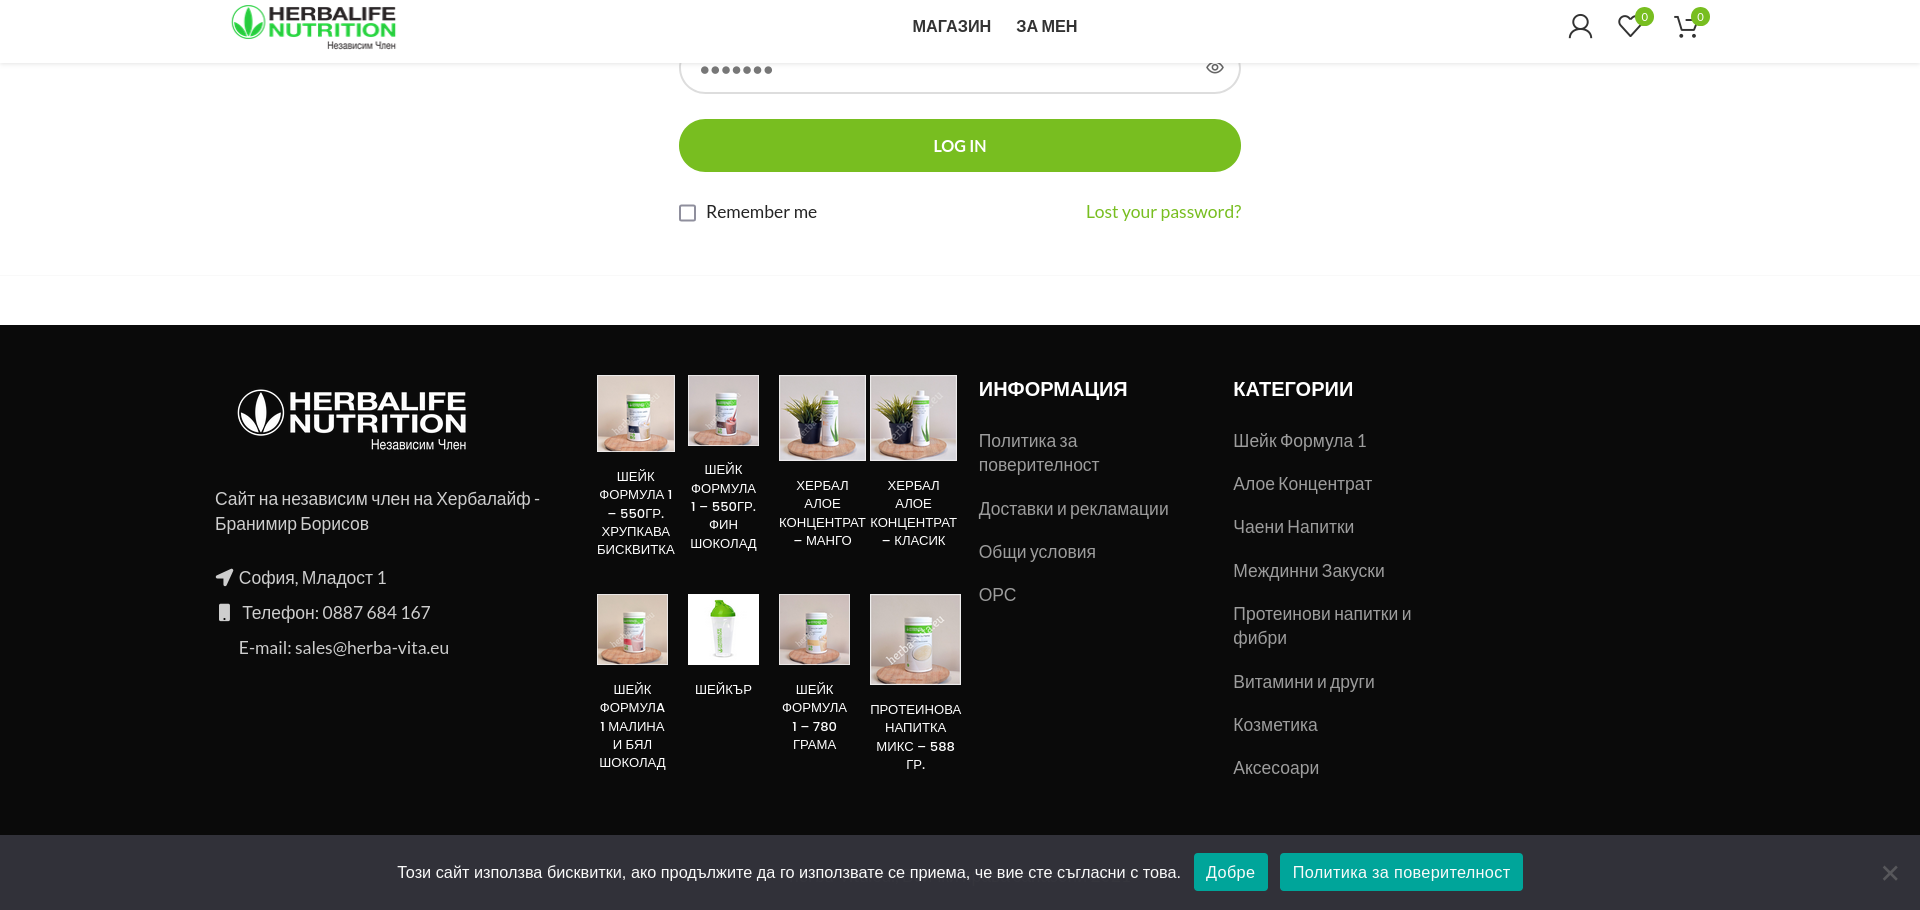 HERBALIFE
NUTRITION
Независим Член
МАГАЗИН
ЗА МЕН
0
0
LOG IN
Remember me
Lost your password?
HERBALIFE
NUTRITION
Независим Член
Сайт на независим член на Хербалайф -
Бранимир Борисов
София, Младост 1
Телефон: 0887 684 167
E-mail: sales@herba-vita.eu
ШЕЙК
ФОРМУЛА 1
– 550ГР.
ХРУПКАВА
БИСКВИТКА
ШЕЙК
ФОРМУЛА
1 – 550ГР.
ФИН
ШОКОЛАД
ХЕРБАЛ
АЛОЕ
КОНЦЕНТРАТ
– МАНГО
ХЕРБАЛ
АЛОЕ
КОНЦЕНТРАТ
– КЛАСИК
ШЕЙК
ФОРМУЛA
1 МАЛИНА
И БЯЛ
ШОКОЛАД
ШЕЙКЪР
ШЕЙК
ФОРМУЛА
1 – 780
ГРАМА
ПРОТЕИНОВА
НАПИТКА
МИКС – 588
ГР.
ИНФОРМАЦИЯ
Политика за
поверителност
Доставки и рекламации
Общи условия
ОРС
КАТЕГОРИИ
Шейк Формула 1
Алое Концентрат
Чаени Напитки
Междинни Закуски
Протеинови напитки и
фибри
Витамини и други
Козметика
Аксесоари
Този сайт използва бисквитки, ако продължите да го използвате се приема, че вие сте съгласни с това.
Добре
Политика за поверителност